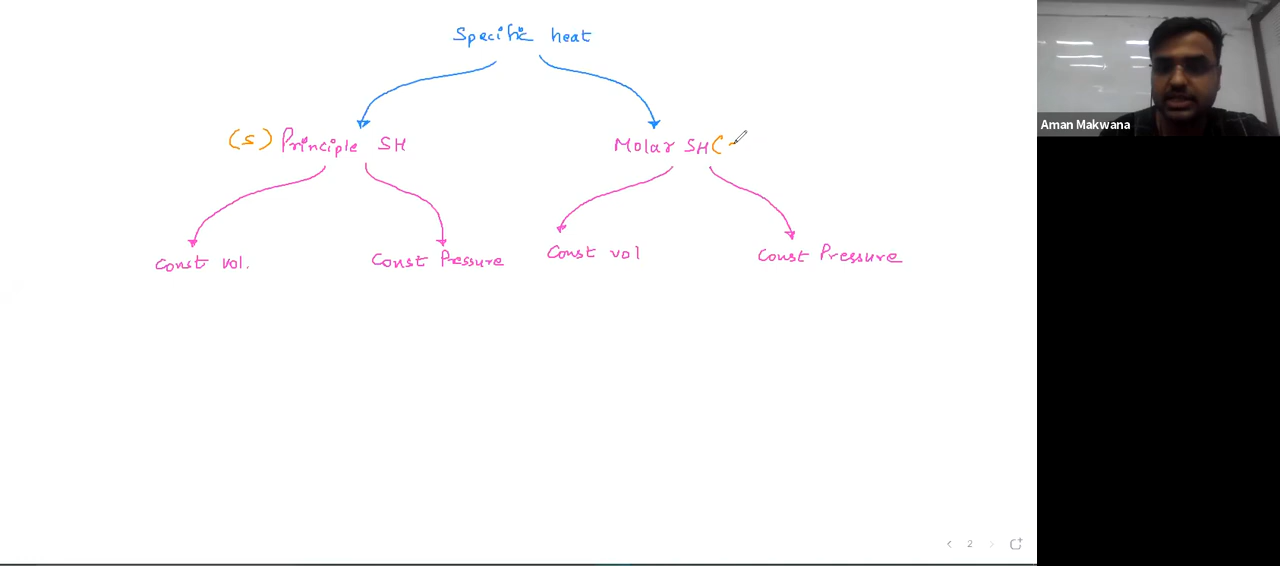 Specific heat
(s) Principle SH
Molar SH (
Const vol.
Const Pressure
Const vol
Const Pressure
Aman Makwana
2